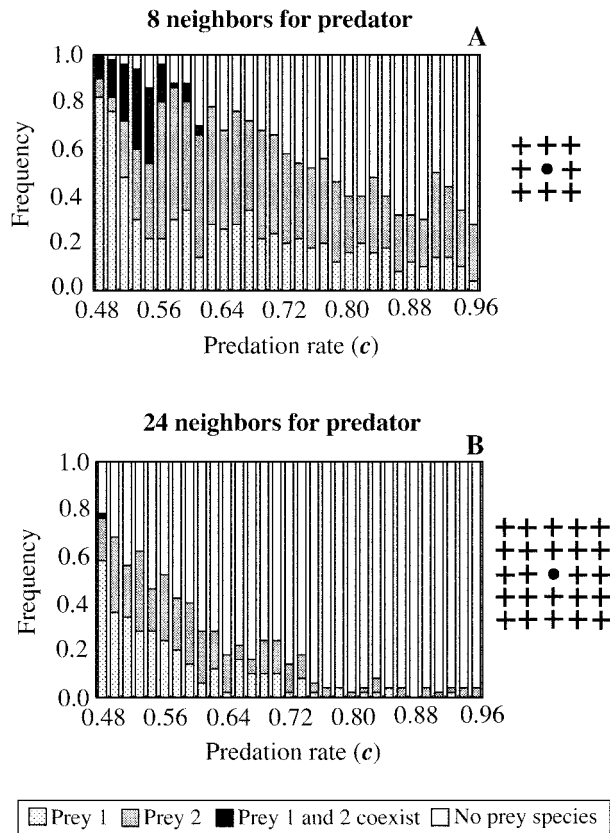 8 neighbors for predator
A
1.0
0.8
0.6
0.4
0.2
0.0
Frequency
0.48 0.56 0.64 0.72 0.80 0.88 0.96
Predation rate (c)
24 neighbors for predator
B
1.0
0.8
0.6
0.4
0.2
0.0
Frequency
0.48 0.56 0.64 0.72 0.80 0.88 0.96
Predation rate (c)
Prey 1 Prey 2 Prey 1 and 2 coexist No prey species